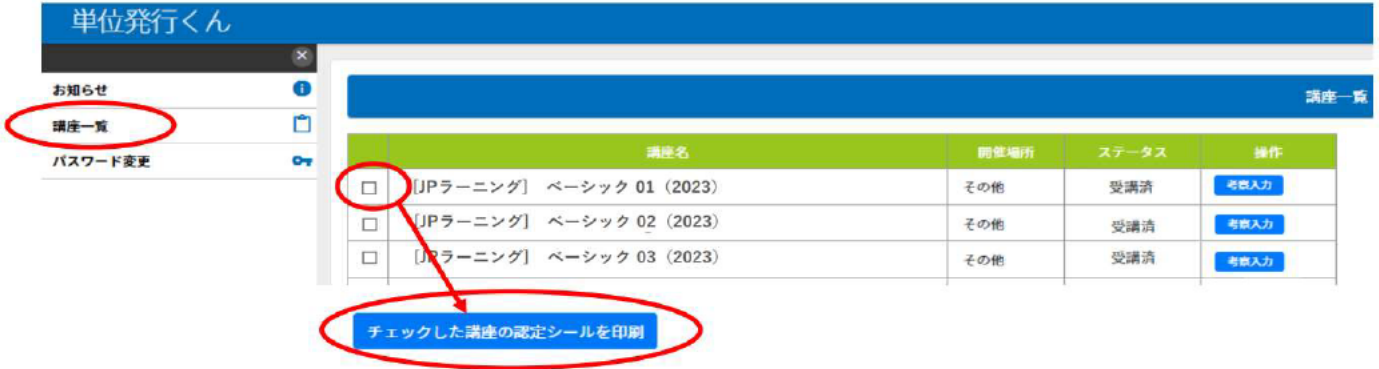 単位発行くん
お知らせ
講座一覧
パスワード変更
講座一覧
講座名 開催場所 ステータス 操作
[JPラーニング] ベーシック 01（2023） その他 受講済 考察入力
[JPラーニング] ベーシック 02（2023） その他 受講済 考察入力
[JPラーニング] ベーシック 03（2023） その他 受講済 考察入力
チェックした講座の認定シールを印刷